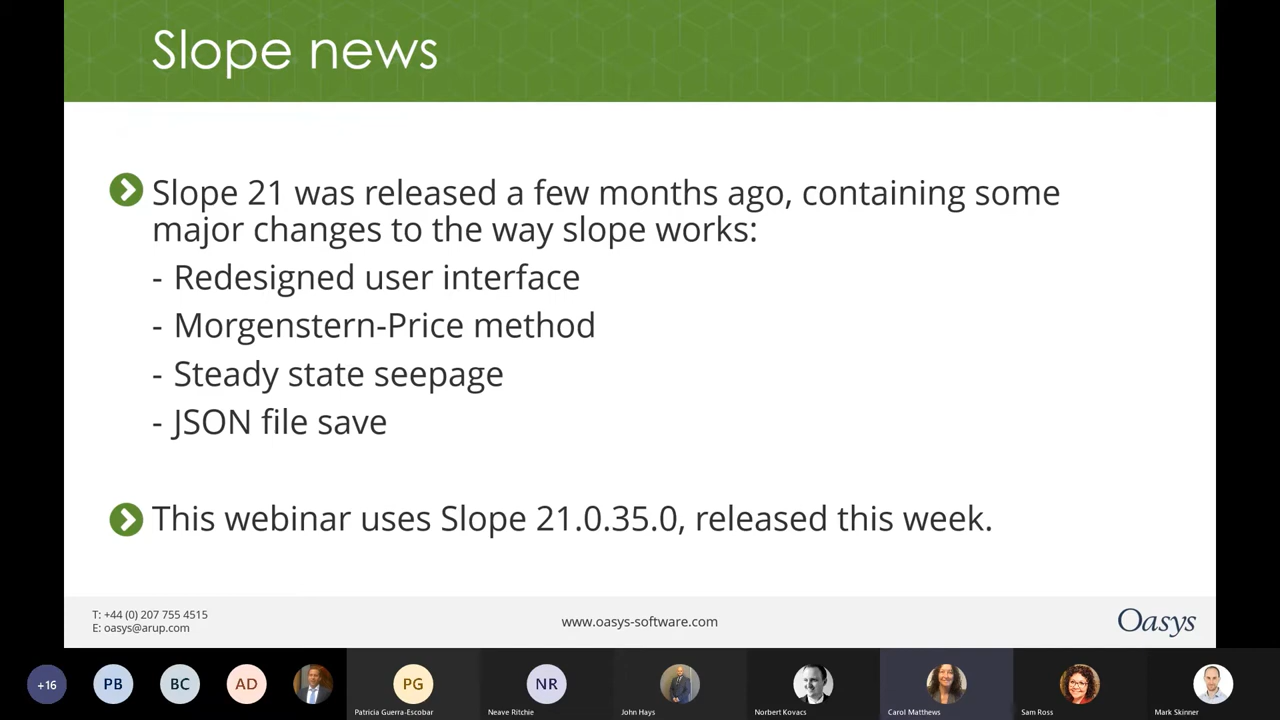 Slope news
Slope 21 was released a few months ago, containing some
major changes to the way slope works:
- Redesigned user interface
- Morgenstern-Price method
- Steady state seepage
- JSON file save
This webinar uses Slope 21.0.35.0, released this week.
T: +44 (0) 207 755 4515
E: oasys@arup.com
www.oasys-software.com
Oasys
+16
PB
BC
AD
PG
NR
Patricia Guerra-Escobar
Neave Ritchie
John Hays
Norbert Kovacs
Carol Matthews
Sam Ross
Mark Skinner